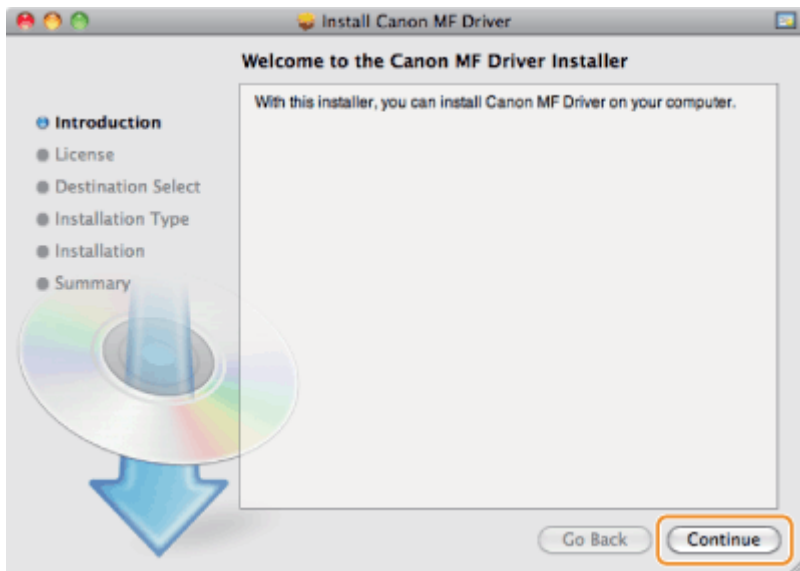 Install Canon MF Driver
Welcome to the Canon MF Driver Installer
With this installer, you can install Canon MF Driver on your computer.
Introduction
License
Destination Select
Installation Type
Installation
Summary
Go Back
Continue